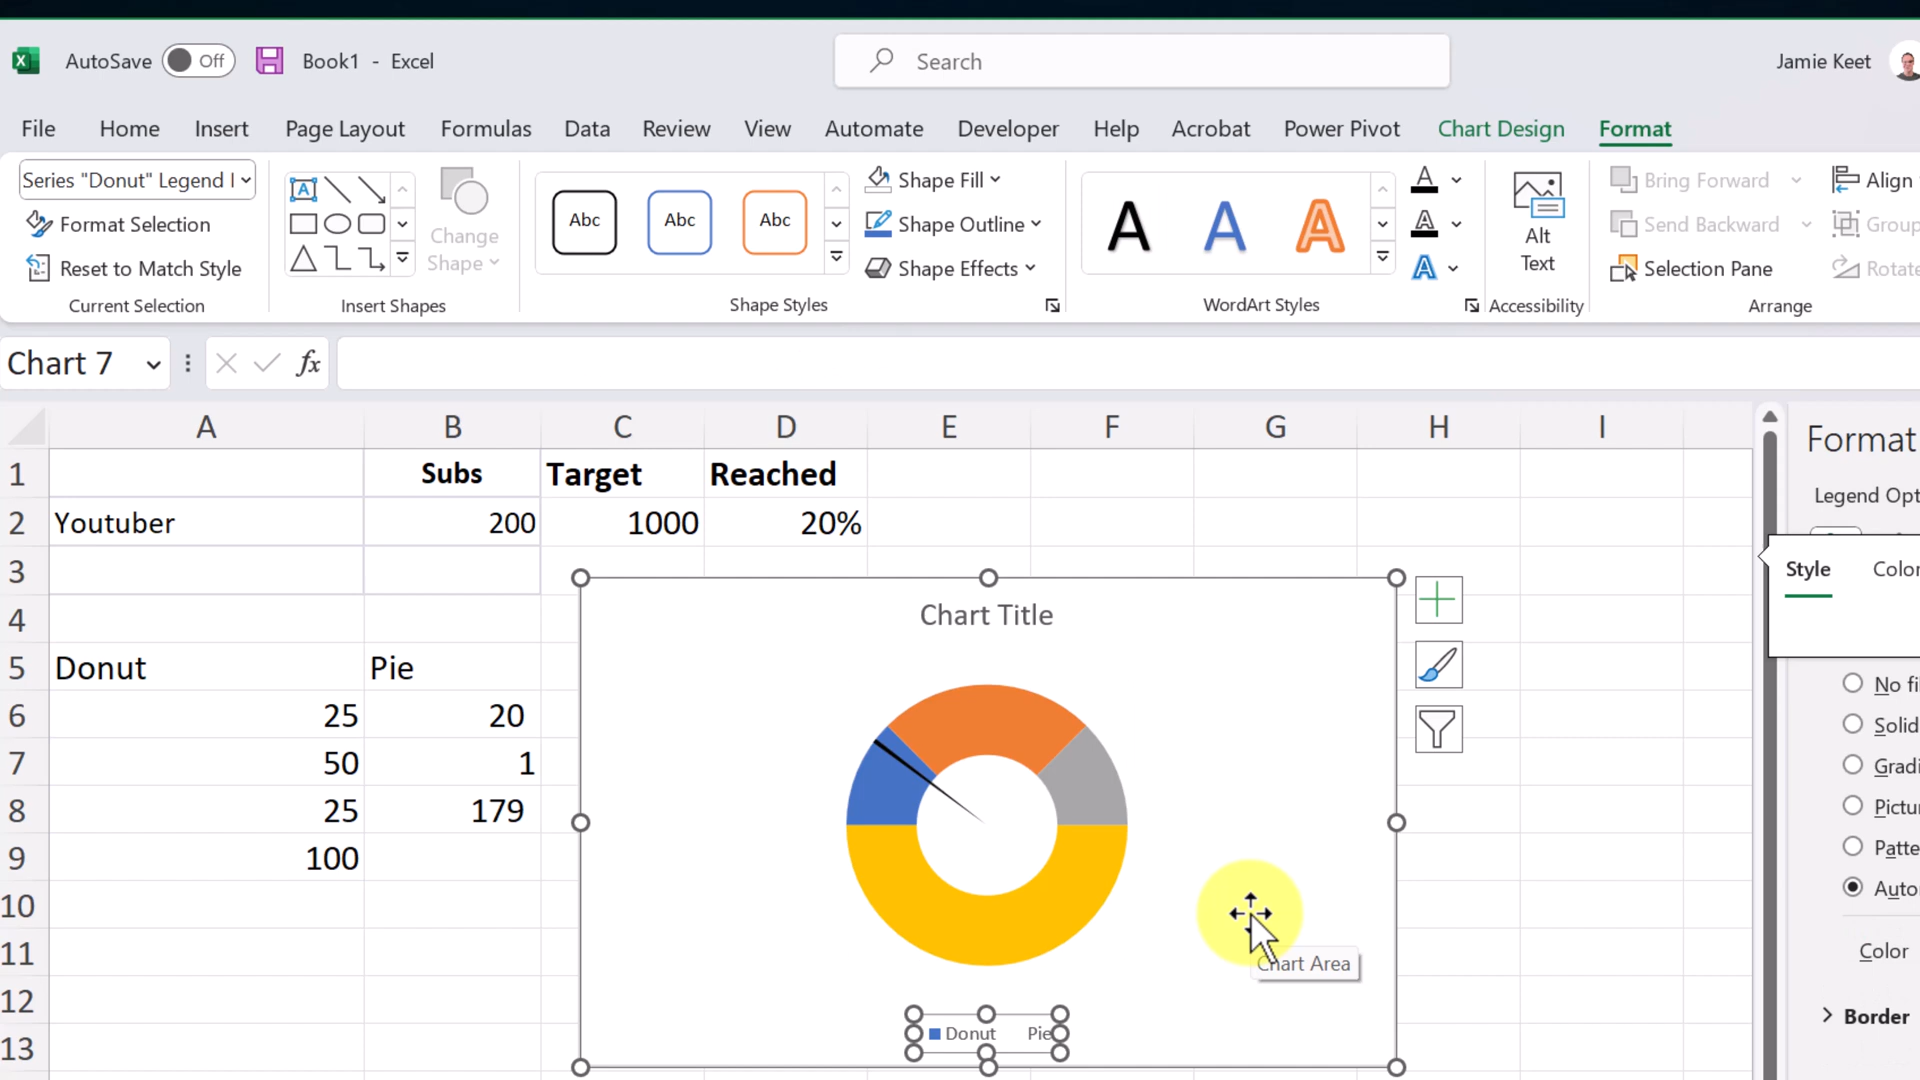 AutoSave Off Book1 - Excel Search Jamie Keet
File Home Insert Page Layout Formulas Data Review View Automate Developer Help Acrobat Power Pivot Chart Design Format
Series "Donut" Legend
Format Selection
Reset to Match Style
Current Selection
Change
Shape
Insert Shapes
Abc Abc Abc
Shape Fill
Shape Outline
Shape Effects
Shape Styles
A A A
A
A
A
WordArt Styles
Alt
Text
Accessibility
Bring Forward
Send Backward
Selection Pane
Align
Group
Rotate
Arrange
Chart 7 fx
A B C D E F G H I
1 Subs Target Reached
2 Youtuber 200 1000 20%
3
4
5 Donut Pie
6 25 20
7 50 1
8 25 179
9 100
10
11
12
13
Chart Title
Chart Area
Donut Pie
Format
Legend Opt
Style Color
No fi
Solid
Gradi
Pictu
Patte
Auto
Color
Border